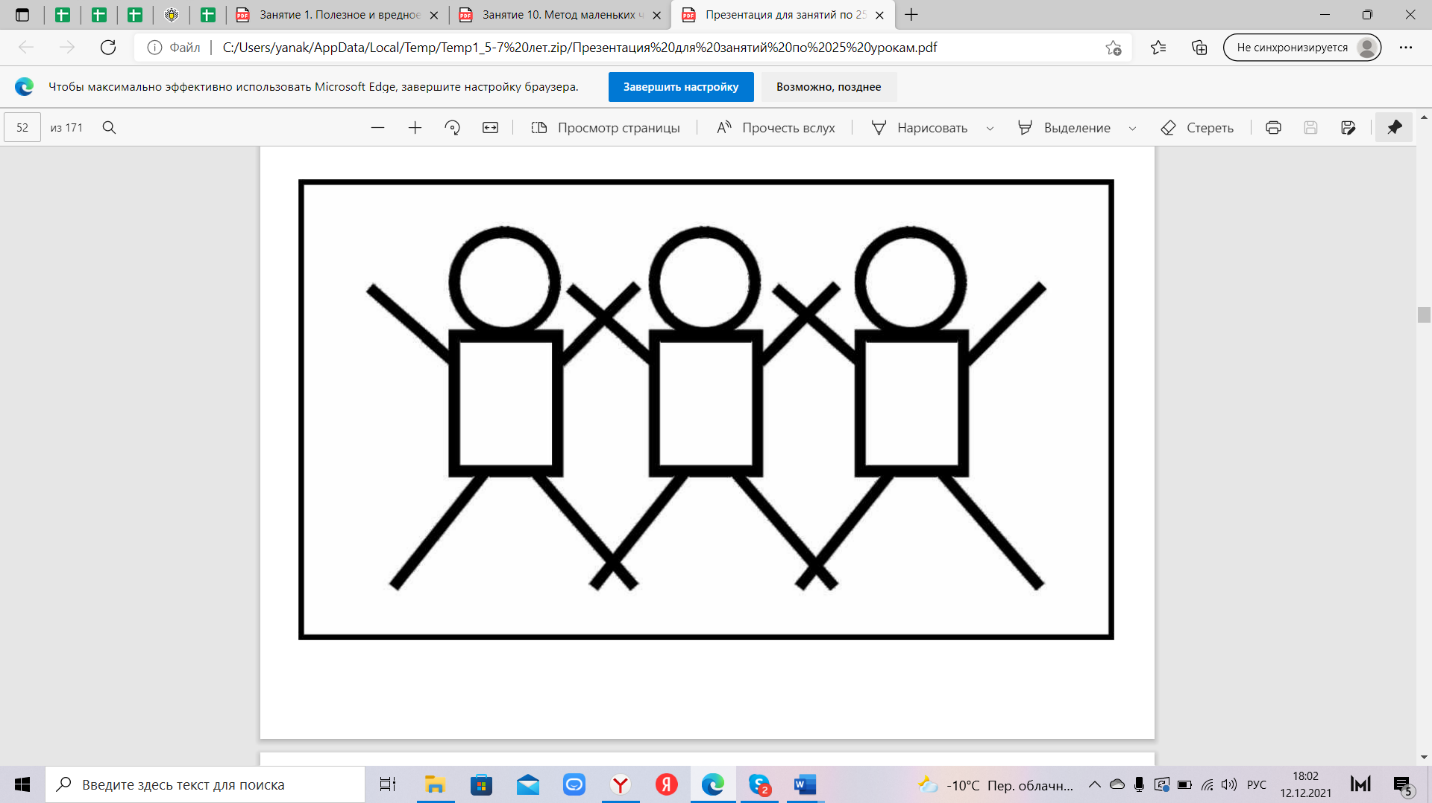 Занятие 1. Полезное и вредное
Занятие 10. Метод маленьких ч
Презентация для занятий по 25
Файл
C:/Users/yanak/AppData/Local/Temp/Temp1_5-7%20лет.zip/Презентация%20для%20занятий%20по%2025%20урокам.pdf
Не синхронизируется
Чтобы максимально эффективно использовать Microsoft Edge, завершите настройку браузера.
Завершить настройку
Возможно, позднее
52 из 171
Просмотр страницы
Прочесть вслух
Нарисовать
Выделение
Стереть
Введите здесь текст для поиска
-10°C Пер. облачн...
РУС
18:02
12.12.2021